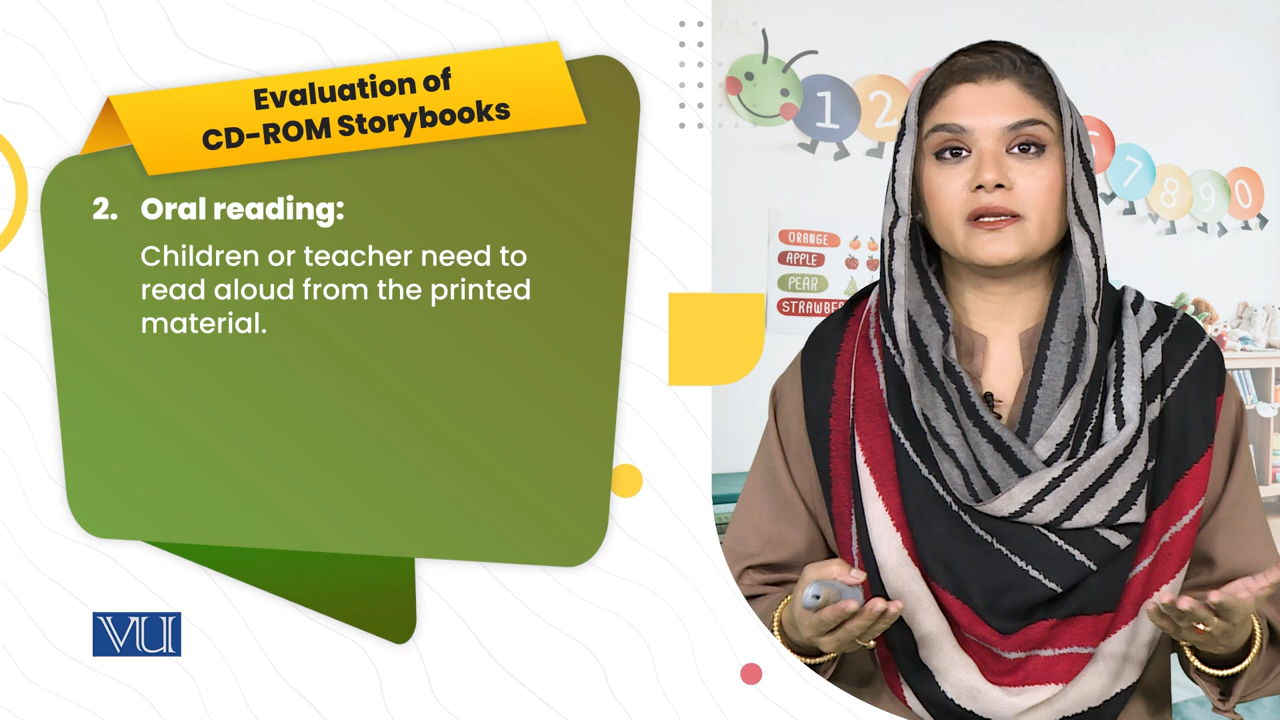 Evaluation of
CD-ROM Storybooks
2. Oral reading:
Children or teacher need to
read aloud from the printed
material.
VU
1 2
6 7 8 9 0
ORANGE
APPLE
PEAR